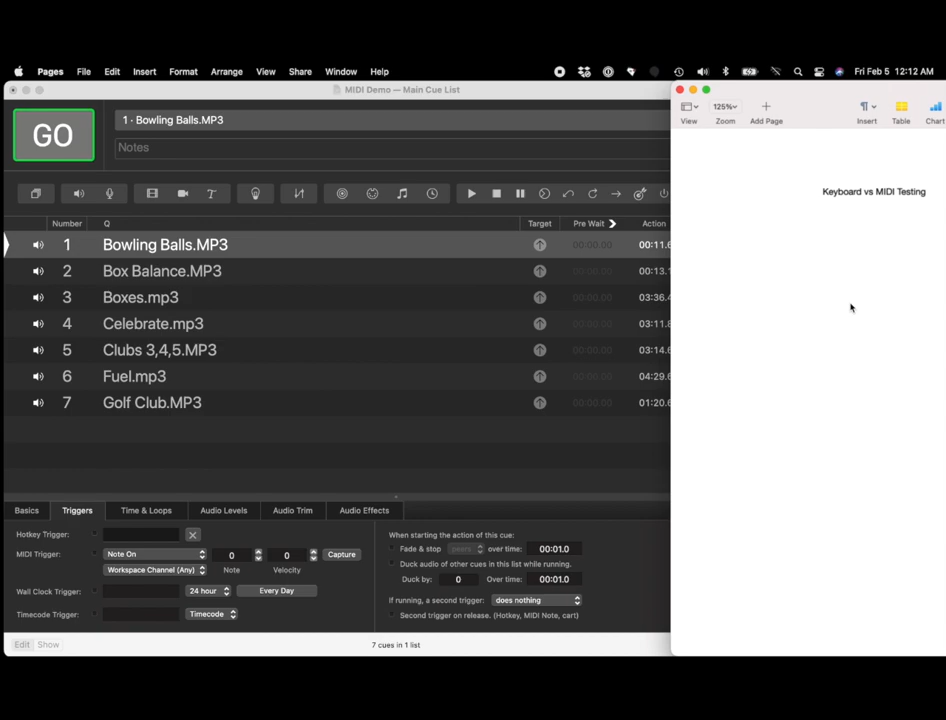 Pages File Edit Insert Format Arrange View Share Window Help Fri Feb 5 12:12 AM
MIDI Demo — Main Cue List
GO
1 · Bowling Balls.MP3
Notes
Number Q Target Pre Wait Action
1 Bowling Balls.MP3 00:00.00 00:11.6
2 Box Balance.MP3 00:00.00 00:13.1
3 Boxes.mp3 00:00.00 03:36.4
4 Celebrate.mp3 00:00.00 03:11.8
5 Clubs 3,4,5.MP3 00:00.00 03:14.6
6 Fuel.mp3 00:00.00 04:29.6
7 Golf Club.MP3 00:00.00 01:20.6
Basics Triggers Time & Loops Audio Levels Audio Trim Audio Effects
Hotkey Trigger:
MIDI Trigger: Note On 0 0 Capture
Workspace Channel (Any) Note Velocity
Wall Clock Trigger: 24 hour Every Day
Timecode Trigger: Timecode
When starting the action of this cue:
Fade & stop peers over time: 00:01.0
Duck audio of other cues in this list while running.
Duck by: 0 Over time: 00:01.0
If running, a second trigger: does nothing
Second trigger on release. (Hotkey, MIDI Note, cart)
Edit Show 7 cues in 1 list
125%
View Zoom Add Page Insert Table Chart
Keyboard vs MIDI Testing